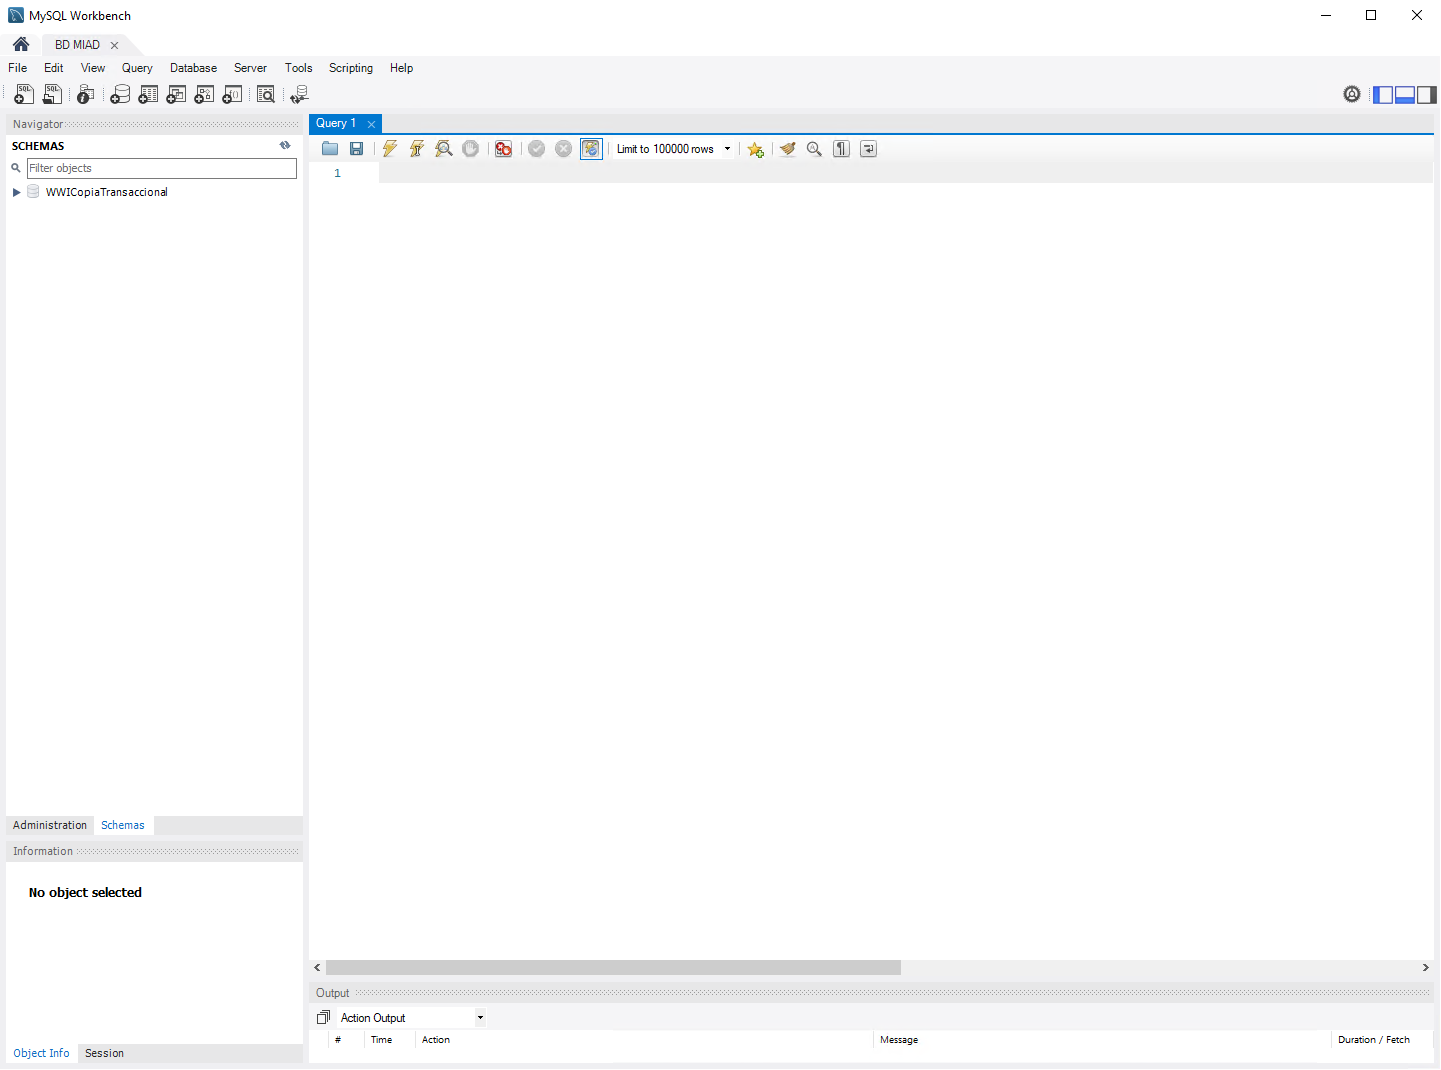 MySQL Workbench
BD MIAD
File Edit View Query Database Server Tools Scripting Help
Navigator
SCHEMAS
Filter objects
WWICopiaTransaccional
Administration Schemas
Information
No object selected
Object Info Session
Query 1
Limit to 100000 rows
1
Output
Action Output
# Time Action Message Duration / Fetch